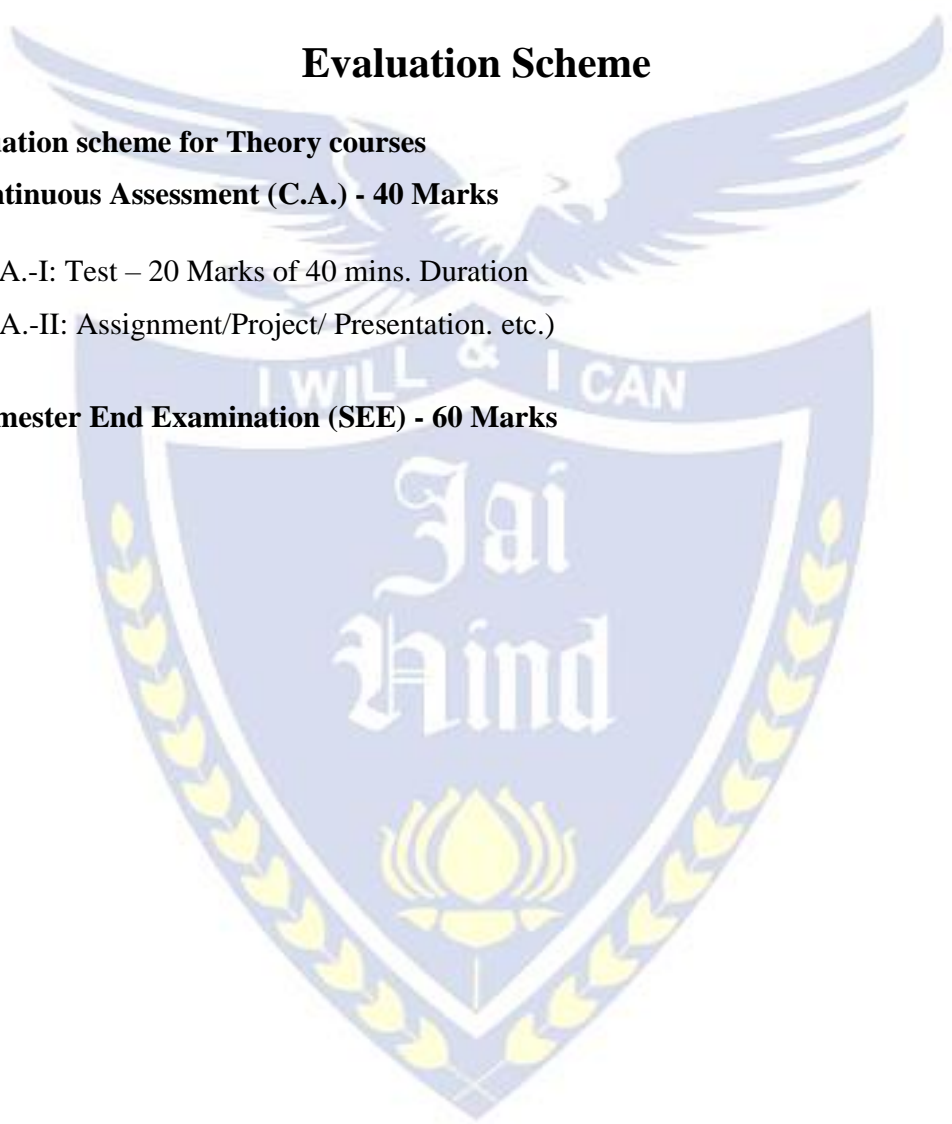 Evaluation Scheme
uation scheme for Theory courses
ntinuous Assessment (C.A.) - 40 Marks
A.-I: Test – 20 Marks of 40 mins. Duration
A.-II: Assignment/Project/ Presentation. etc.)
I WILL & I CAN
mester End Examination (SEE) - 60 Marks
Jai
Hind